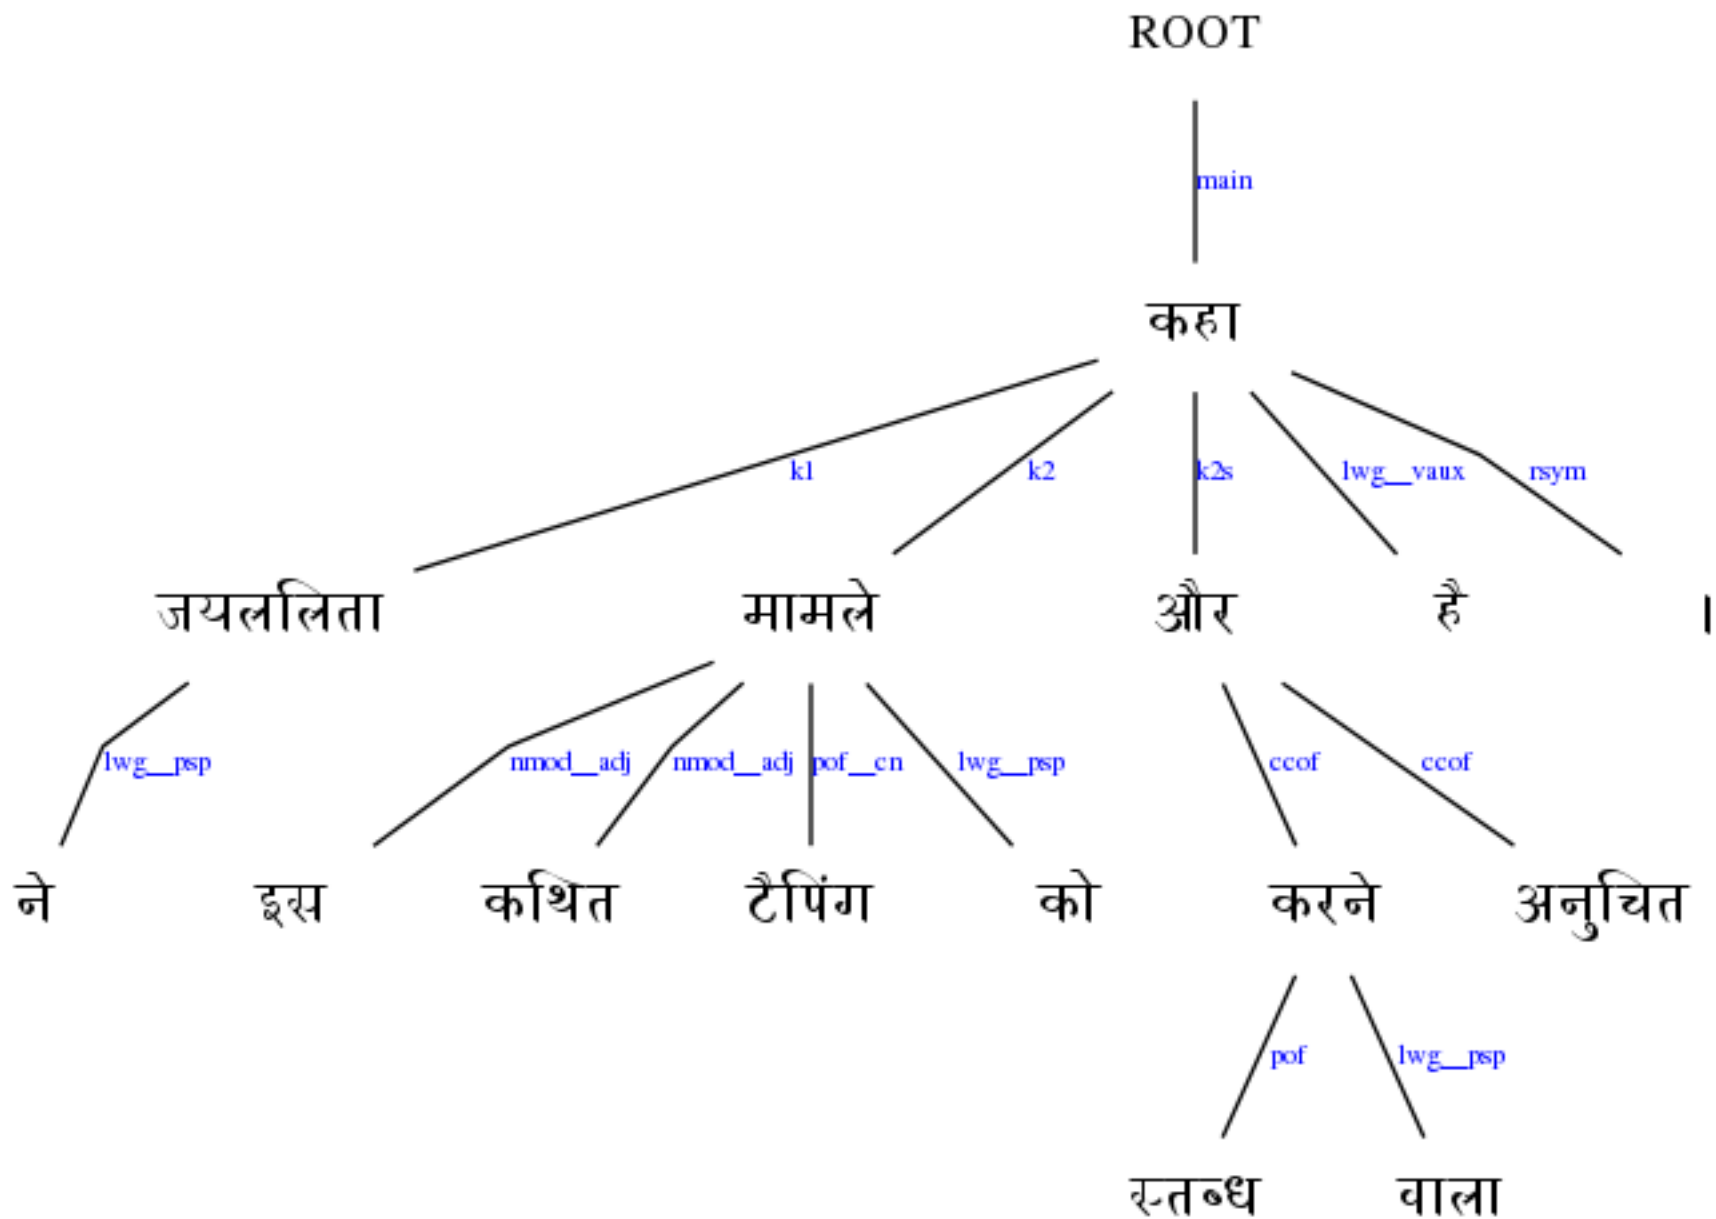 ROOT
main
कहा
k1 k2 k2s lwg__vaux rsym
जयललिता मामले और है ।
lwg__psp nmod__adj nmod__adj pof__cn lwg__psp ccof ccof
ने इस कथित टैपिंग को करने अनुचित
pof lwg__psp
स्तब्ध वाला